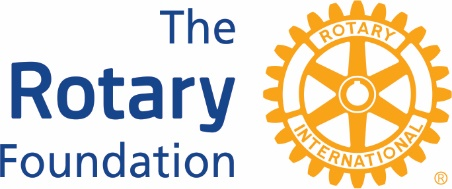 The
Rotary
Foundation
ROTARY
INTERNATIONAL
®